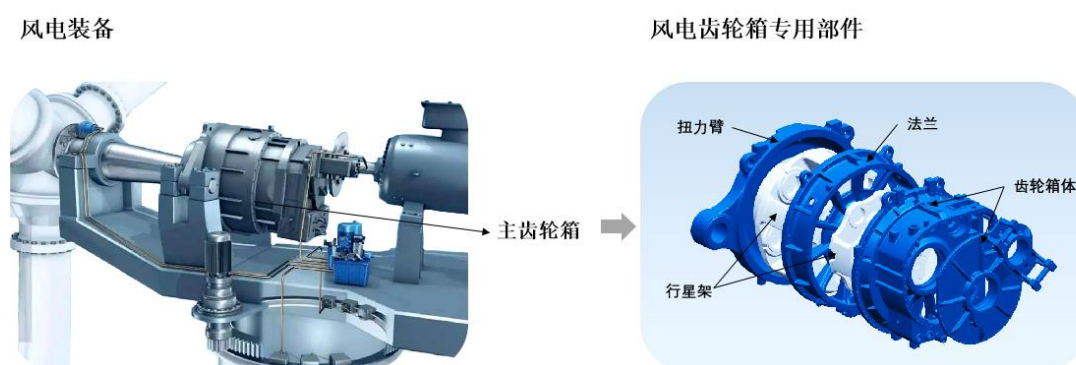 风电装备
风电齿轮箱专用部件
扭力臂
法兰
齿轮箱体
主齿轮箱
行星架